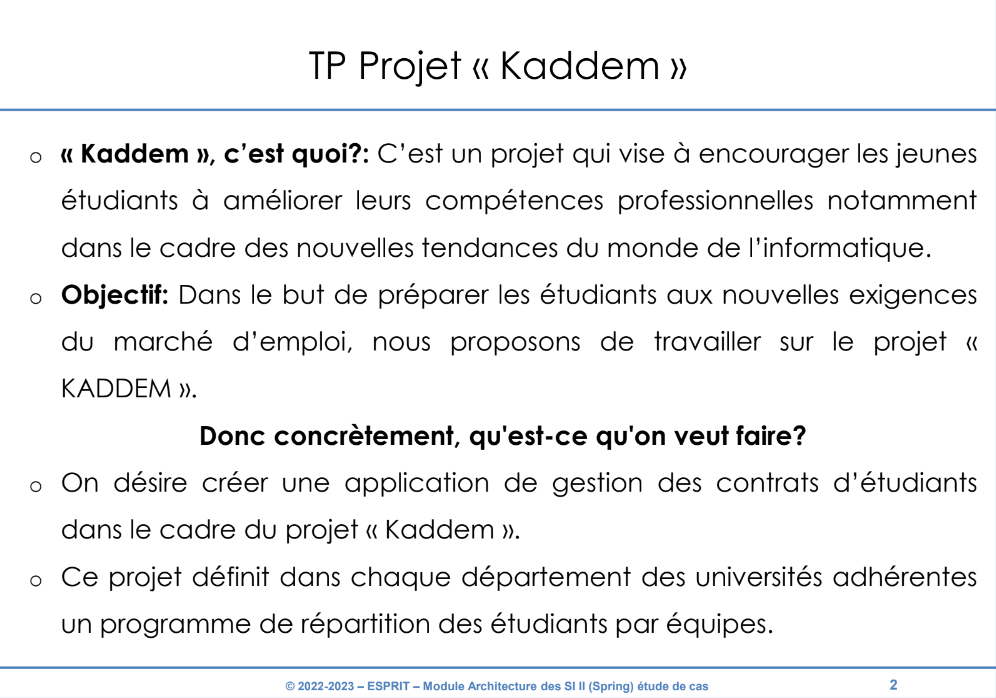 TP Projet « Kaddem »
o « Kaddem », c’est quoi?: C’est un projet qui vise à encourager les jeunes
étudiants à améliorer leurs compétences professionnelles notamment
dans le cadre des nouvelles tendances du monde de l’informatique.
o Objectif: Dans le but de préparer les étudiants aux nouvelles exigences
du marché d’emploi, nous proposons de travailler sur le projet «
KADDEM ».
Donc concrètement, qu'est-ce qu'on veut faire?
o On désire créer une application de gestion des contrats d’étudiants
dans le cadre du projet « Kaddem ».
o Ce projet définit dans chaque département des universités adhérentes
un programme de répartition des étudiants par équipes.
© 2022-2023 – ESPRIT – Module Architecture des SI II (Spring) étude de cas 2